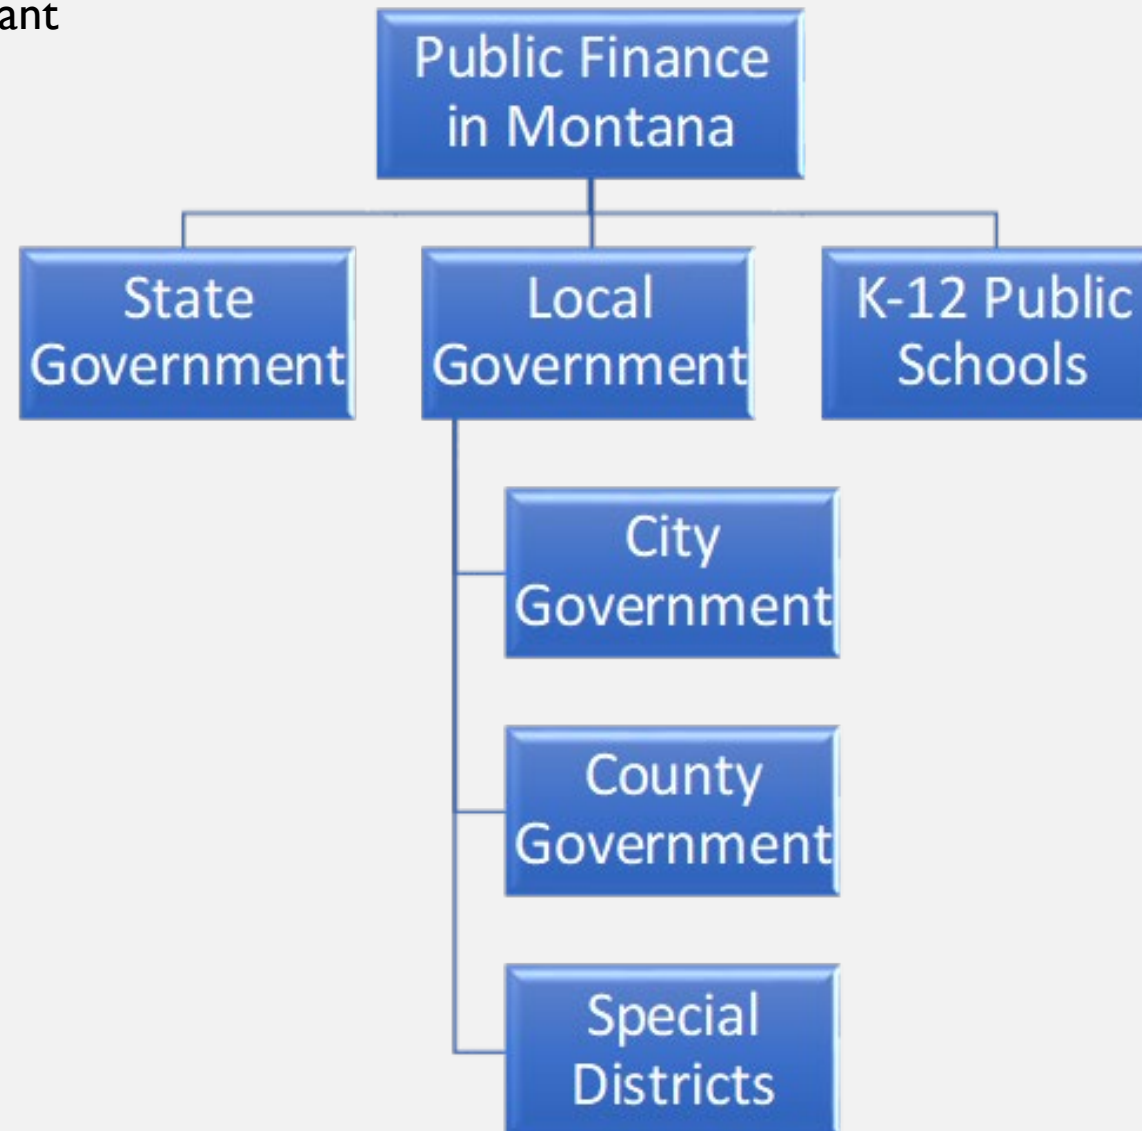 ant
Public Finance
in Montana
State
Government
Local
Government
K-12 Public
Schools
City
Government
County
Government
Special
Districts